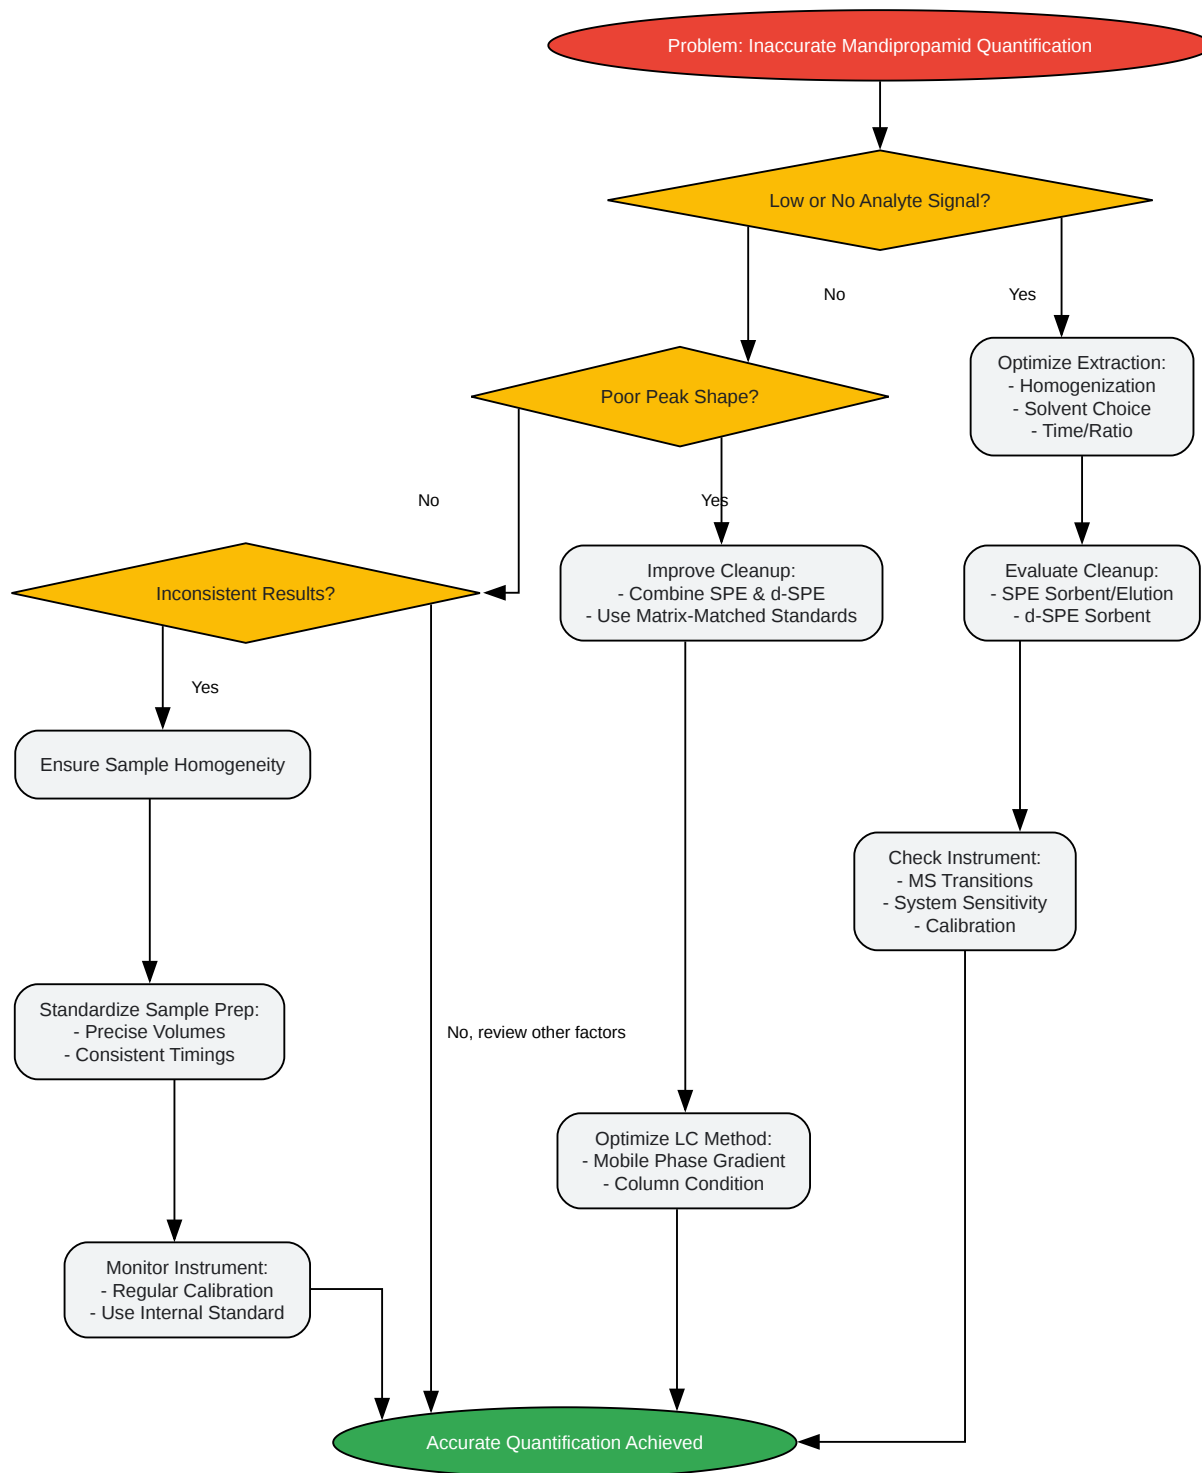 Problem: Inaccurate Mandipropamid Quantification
Low or No Analyte Signal?
No
Yes
Optimize Extraction:
- Homogenization
- Solvent Choice
- Time/Ratio
Poor Peak Shape?
No
Yes
Inconsistent Results?
Improve Cleanup:
- Combine SPE & d-SPE
- Use Matrix-Matched Standards
Evaluate Cleanup:
- SPE Sorbent/Elution
- d-SPE Sorbent
Yes
Ensure Sample Homogeneity
Check Instrument:
- MS Transitions
- System Sensitivity
- Calibration
Standardize Sample Prep:
- Precise Volumes
- Consistent Timings
No, review other factors
Optimize LC Method:
- Mobile Phase Gradient
- Column Condition
Monitor Instrument:
- Regular Calibration
- Use Internal Standard
Accurate Quantification Achieved